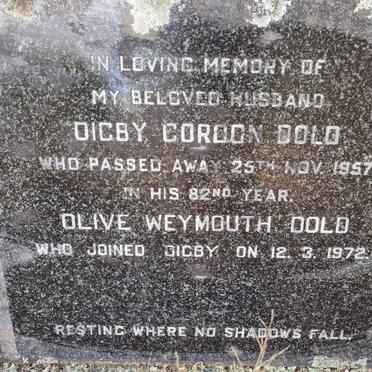 IN LOVING MEMORY OF
MY BELOVED HUSBAND
DIGBY GORDON DOLD
WHO PASSED AWAY 25TH NOV. 1957
IN HIS 82ND YEAR.
OLIVE WEYMOUTH DOLD
WHO JOINED DIGBY ON 12. 3. 1972.
RESTING WHERE NO SHADOWS FALL.